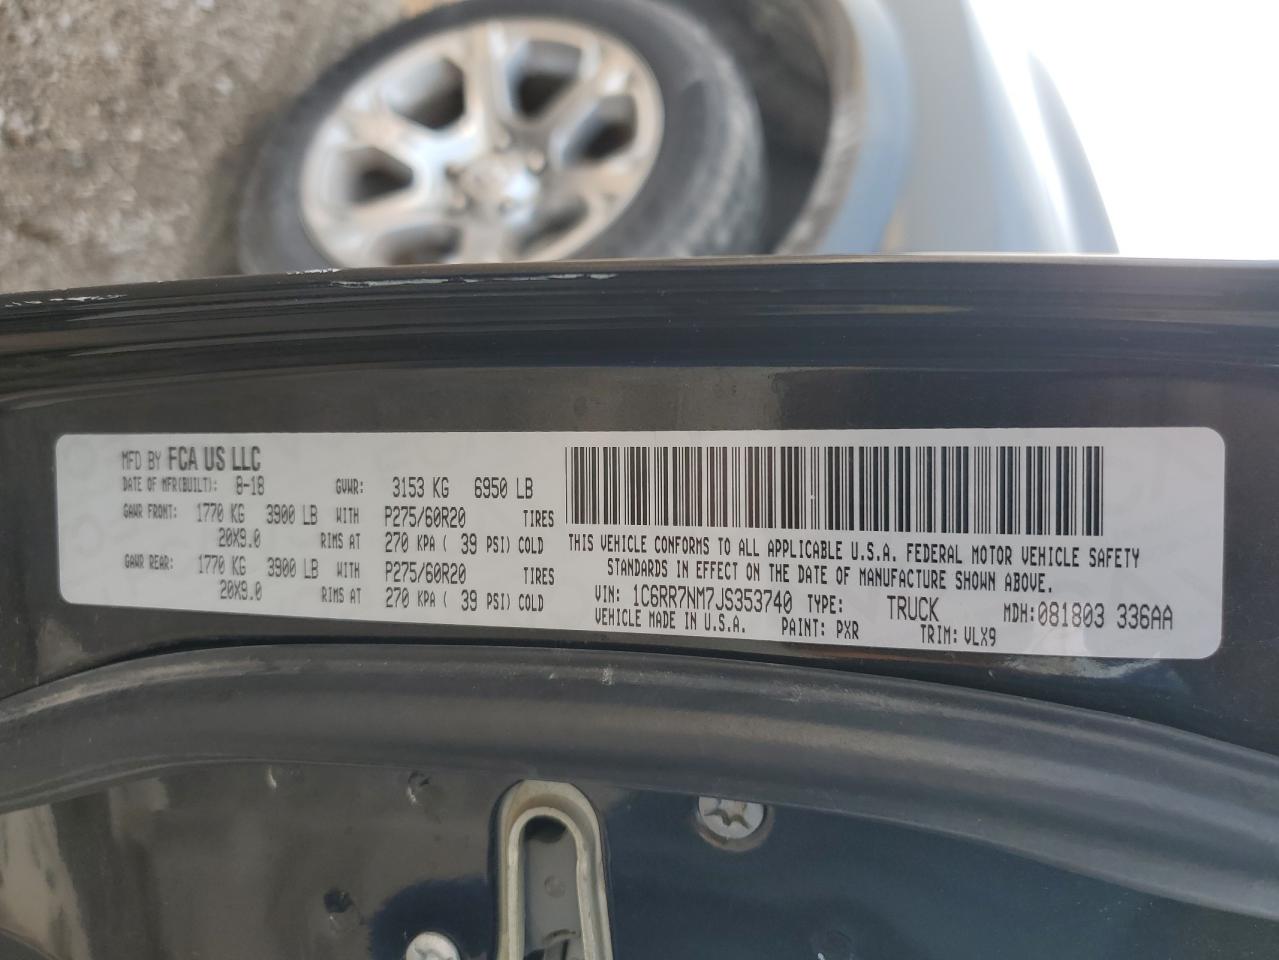 MFD BY FCA US LLC
DATE OF MFR(BUILT): 8-18 GVWR: 3153 KG 6950 LB
GAWR FRONT: 1770 KG 3900 LB WITH P275/60R20 TIRES
20X9.0 RIMS AT 270 KPA ( 39 PSI) COLD
GAWR REAR: 1770 KG 3900 LB WITH P275/60R20 TIRES
20X9.0 RIMS AT 270 KPA ( 39 PSI) COLD
THIS VEHICLE CONFORMS TO ALL APPLICABLE U.S.A. FEDERAL MOTOR VEHICLE SAFETY
STANDARDS IN EFFECT ON THE DATE OF MANUFACTURE SHOWN ABOVE.
VIN: 1C6RR7NM7JS353740 TYPE: TRUCK MDH: 081803 336AA
VEHICLE MADE IN U.S.A. PAINT: PXR TRIM: VLX9